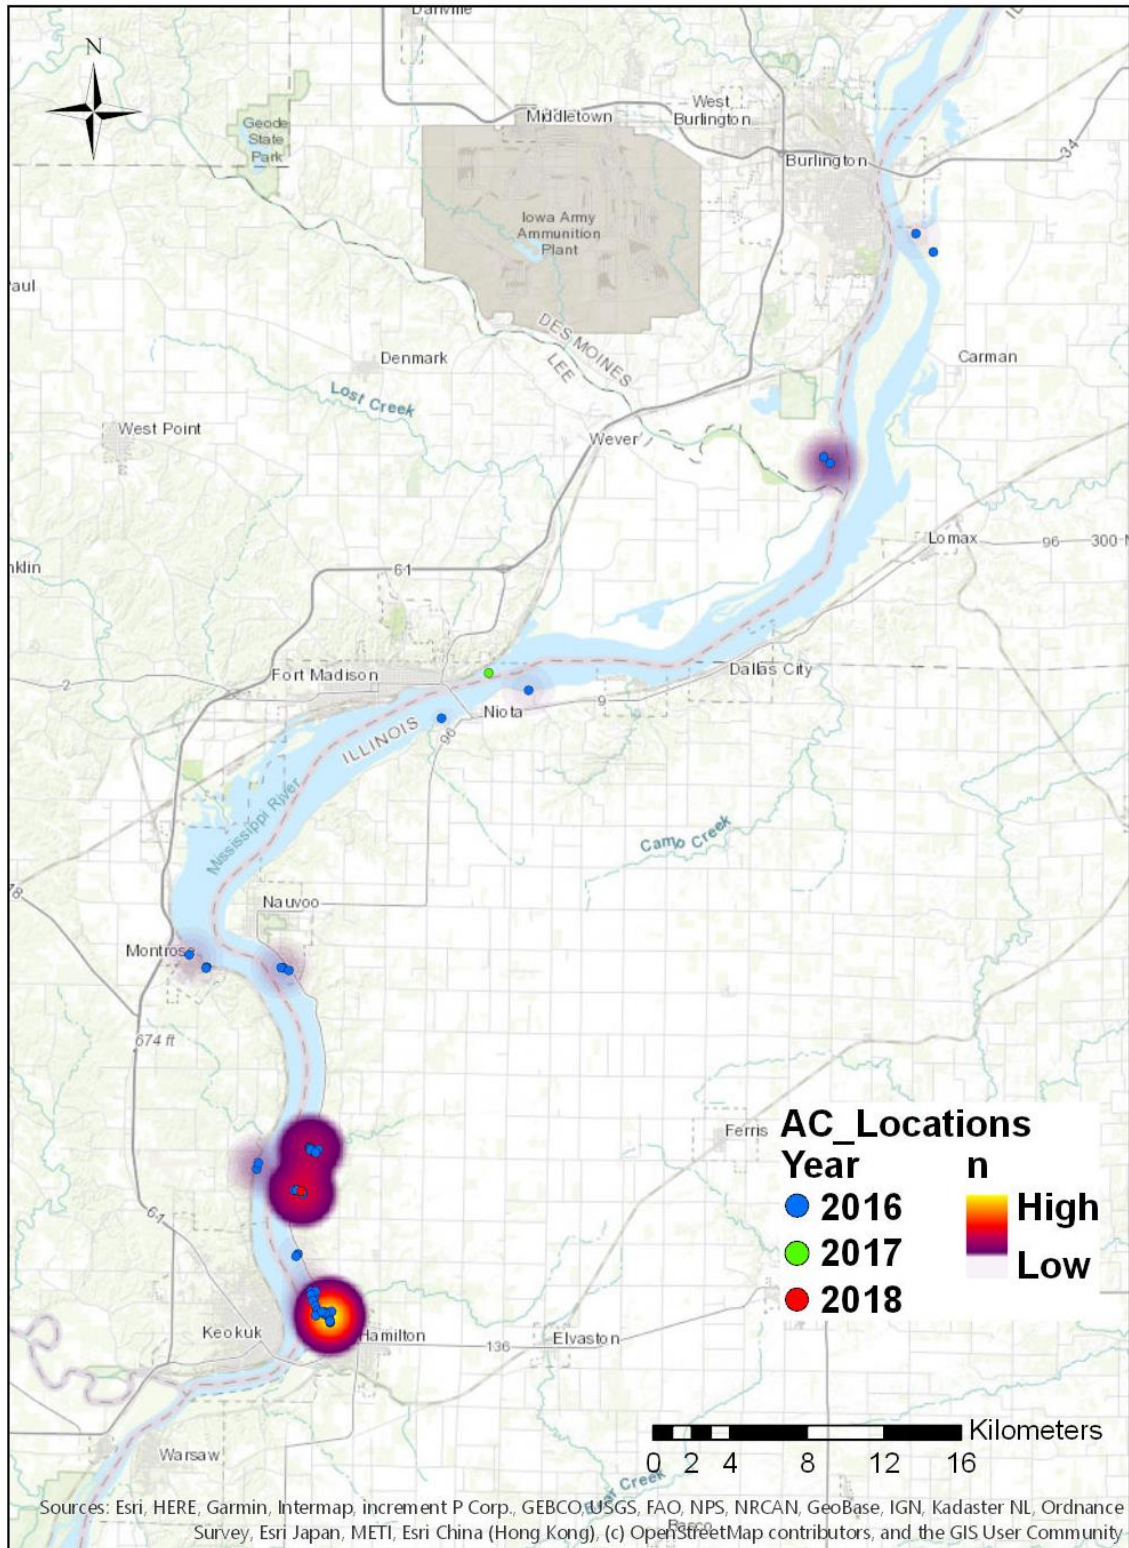 Danville
N
West
Burlington
Middletown
Geode
State
Park
34
Burlington
Iowa Army
Ammunition
Plant
aul
DES MOINES
LEE
Denmark
Carman
Lost Creek
West Point
Wever
Lomax
96
300 N
nklin
61
Fort Madison
Dallas City
2
9
Niota
ILLINOIS
96
Mississippi River
Camp Creek
18
Nauvoo
Montrose
674 ft
Ferris
AC_Locations
Year
n
2016
High
2017
Low
2018
61
Keokuk
Hamilton
136
Elvaston
Warsaw
Kilometers
0 2 4 8 12 16
Creek
Sources: Esri, HERE, Garmin, Intermap, increment P Corp., GEBCO, USGS, FAO, NPS, NRCAN, GeoBase, IGN, Kadaster NL, Ordnance
Survey, Esri Japan, METI, Esri China (Hong Kong), (c) OpenStreetMap contributors, and the GIS User Community